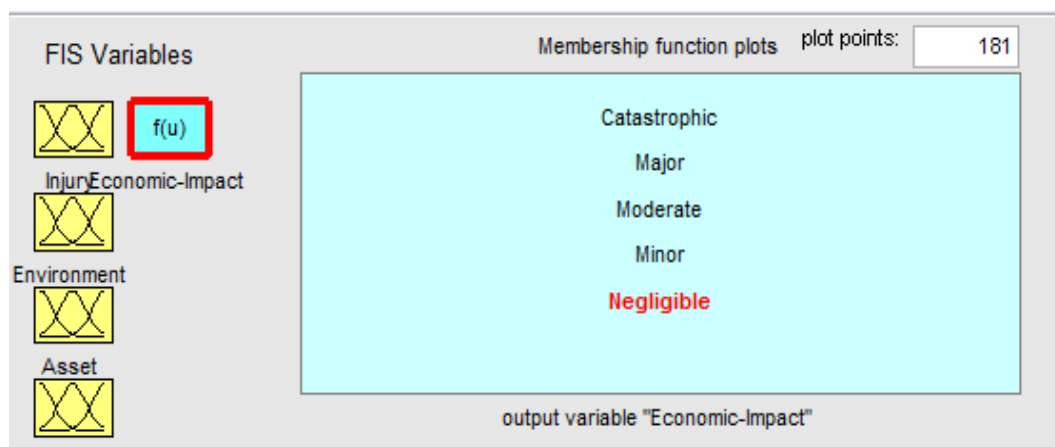 FIS Variables
Membership function plots plot points: 181
f(u)
Injury Economic-Impact
Environment
Asset
Catastrophic
Major
Moderate
Minor
Negligible
output variable "Economic-Impact"